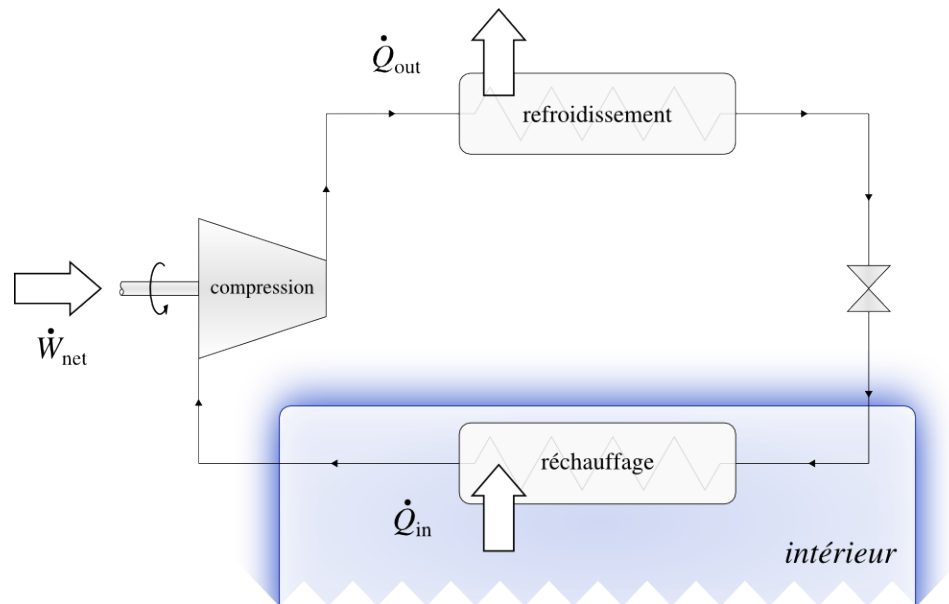 Q̇out
refroidissement
compression
Ẇnet
réchauffage
Q̇in
intérieur